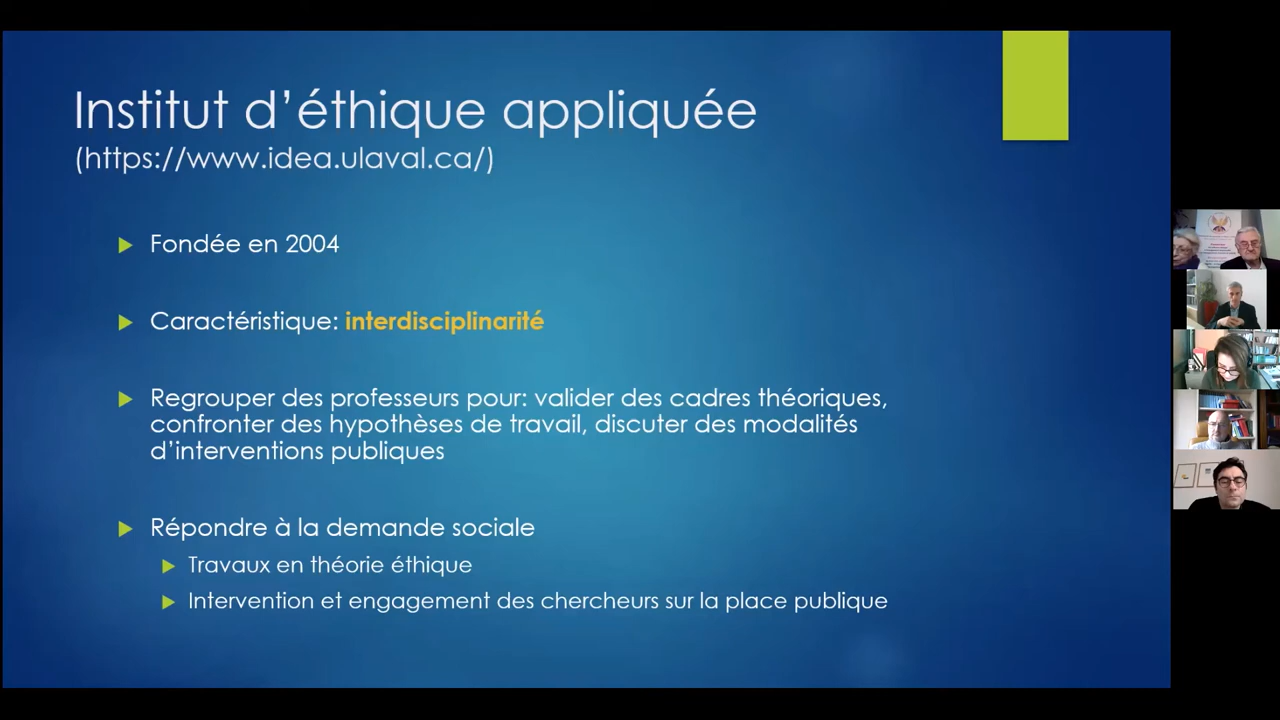 Institut d’éthique appliquée
(https://www.idea.ulaval.ca/)
Fondée en 2004
Caractéristique: interdisciplinarité
Regrouper des professeurs pour: valider des cadres théoriques,
confronter des hypothèses de travail, discuter des modalités
d’interventions publiques
Répondre à la demande sociale
Travaux en théorie éthique
Intervention et engagement des chercheurs sur la place publique